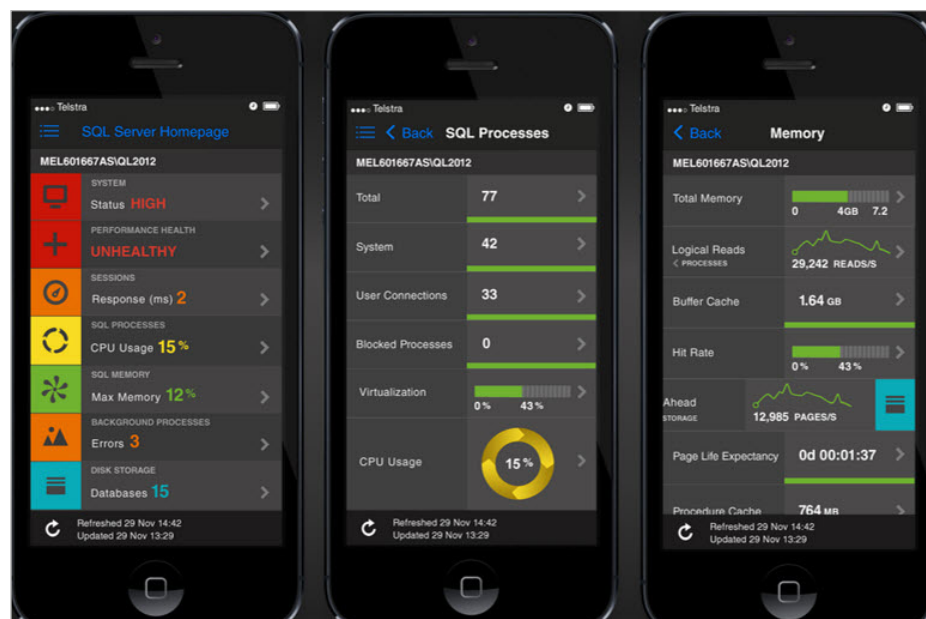 Telstra
SQL Server Homepage
MEL601667AS\QL2012
SYSTEM
Status HIGH
PERFORMANCE HEALTH
UNHEALTHY
SESSIONS
Response (ms) 2
SQL PROCESSES
CPU Usage 15%
SQL MEMORY
Max Memory 12%
BACKGROUND PROCESSES
Errors 3
DISK STORAGE
Databases 15
Refreshed 29 Nov 14:42
Updated 29 Nov 13:29
Telstra
Back SQL Processes
MEL601667AS\QL2012
Total 77
System 42
User Connections 33
Blocked Processes 0
Virtualization
0% 43%
CPU Usage 15%
Refreshed 29 Nov 14:42
Updated 29 Nov 13:29
Telstra
Back Memory
MEL601667AS\QL2012
Total Memory
0 4GB 7.2
Logical Reads
PROCESSES 29,242 READS/S
Buffer Cache 1.64 GB
Hit Rate
0% 43%
Ahead
STORAGE 12,985 PAGES/S
Page Life Expectancy 0d 00:01:37
Procedure Cache 764 MB
Refreshed 29 Nov 14:42
Updated 29 Nov 13:29